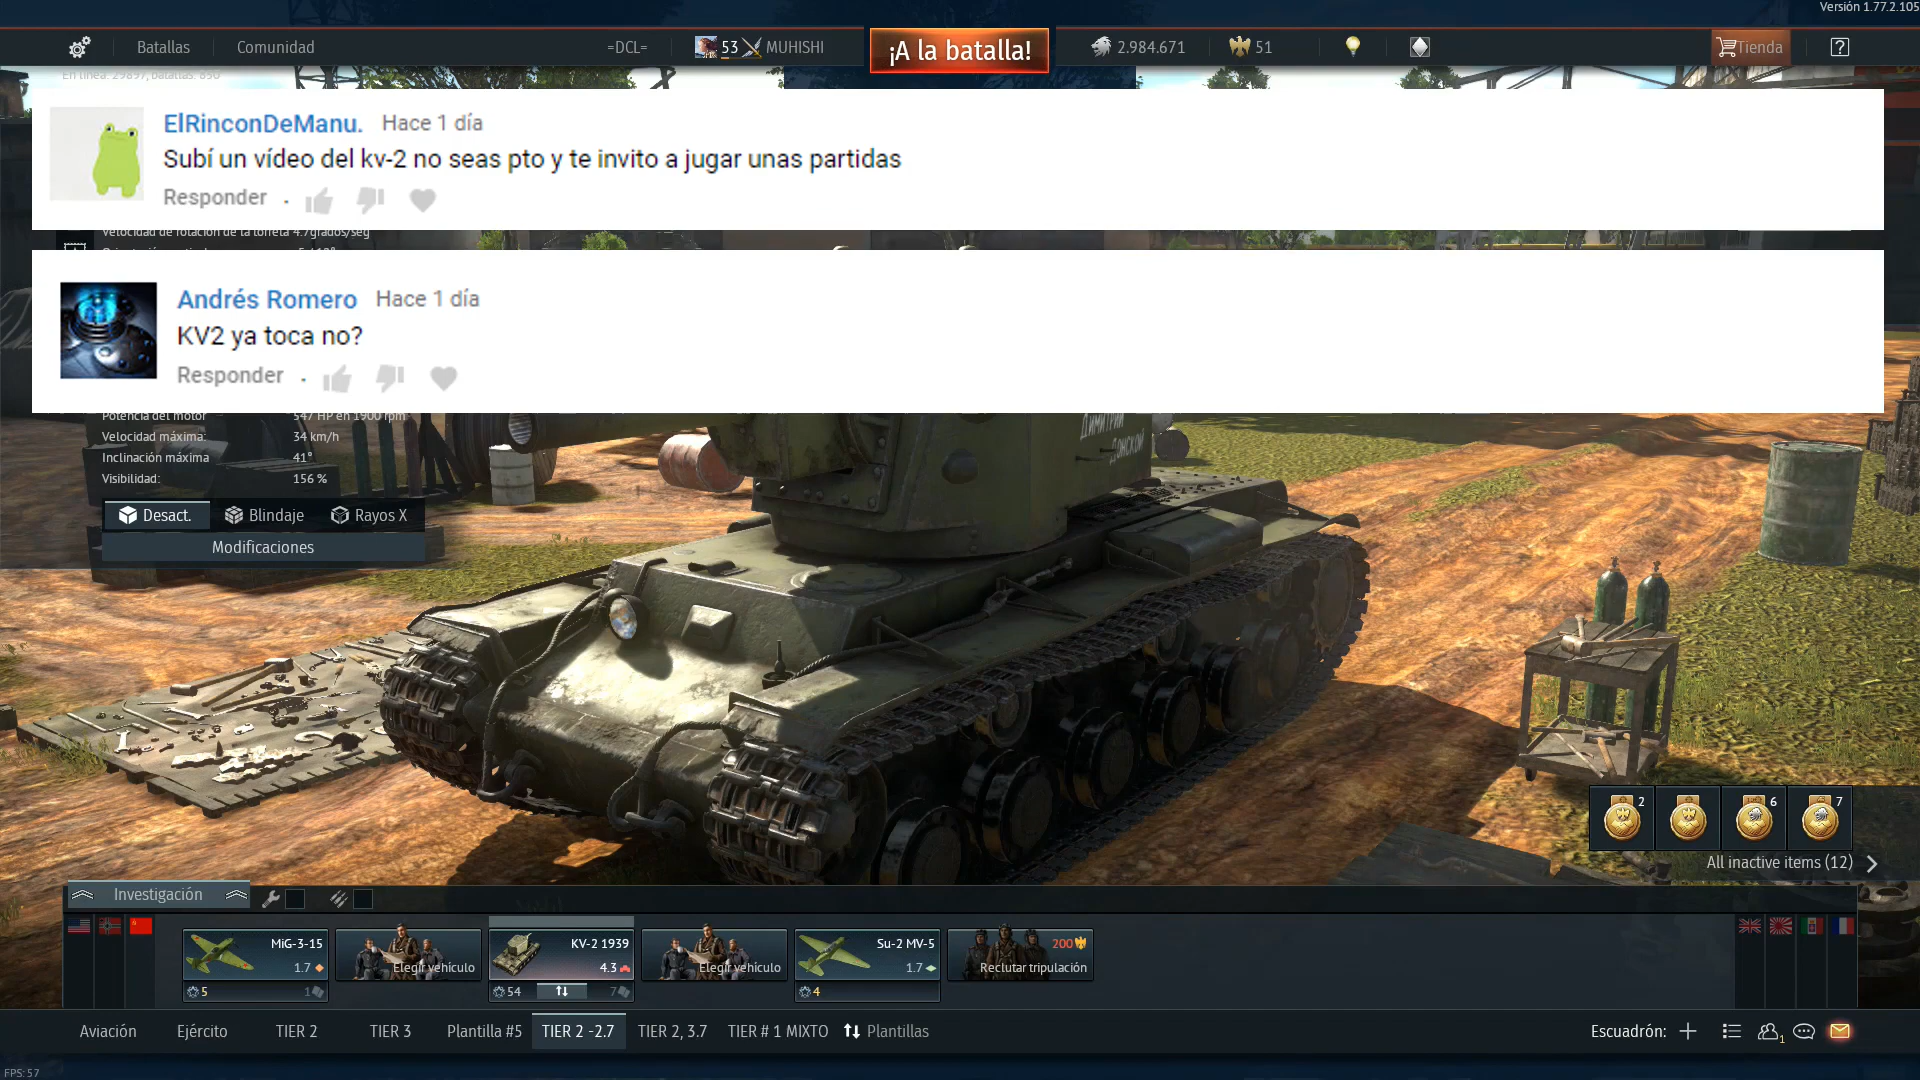 Versión 1.77.2.105
Batallas
Comunidad
=DCL=
53
MUHISHI
¡A la batalla!
2.984.671
51
Tienda
En línea: 29897, batallas: 850
ElRinconDeManu. Hace 1 día
Subí un vídeo del kv-2 no seas pto y te invito a jugar unas partidas
Responder
Velocidad de rotación de la torreta 4.7grados/seg
Andrés Romero Hace 1 día
KV2 ya toca no?
Responder
Potencia del motor 547 HP en 1900 rpm
Velocidad máxima: 34 km/h
Inclinación máxima 41°
Visibilidad: 156 %
Desact. Blindaje Rayos X
Modificaciones
ДИМИТРИЙ
ДОНСКОЙ
2 6 7
All inactive items (12)
Investigación
MiG-3-15
1.7
5 1
Elegir vehículo
KV-2 1939
4.3
54 7
Elegir vehículo
Su-2 MV-5
1.7
4
200
Reclutar tripulación
Aviación Ejército TIER 2 TIER 3 Plantilla #5 TIER 2 -2.7 TIER 2, 3.7 TIER # 1 MIXTO Plantillas
Escuadrón:
1
FPS: 57